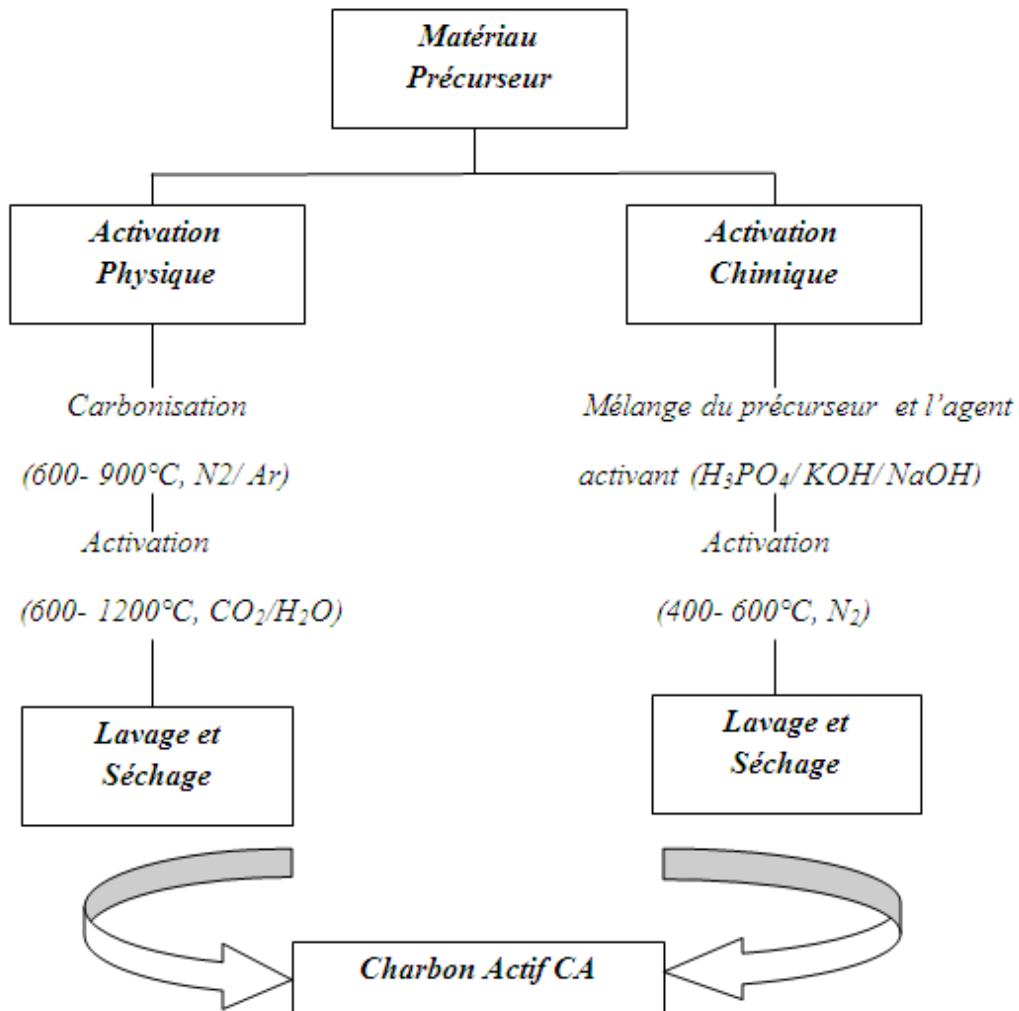 Matériau
Précurseur
Activation
Physique
Activation
Chimique
Carbonisation
(600- 900°C, N2/ Ar)
Mélange du précurseur et l'agent
activant (H₃PO₄/ KOH/ NaOH)
Activation
(600- 1200°C, CO₂/H₂O)
Activation
(400- 600°C, N₂)
Lavage et
Séchage
Lavage et
Séchage
Charbon Actif CA